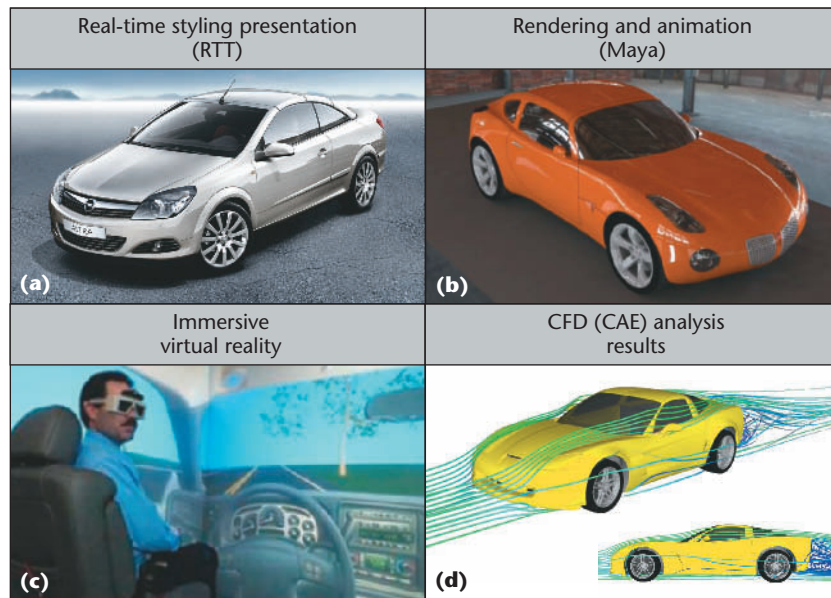 Real-time styling presentation
(RTT)
Rendering and animation
(Maya)
(a)
(b)
Immersive
virtual reality
CFD (CAE) analysis
results
(c)
(d)